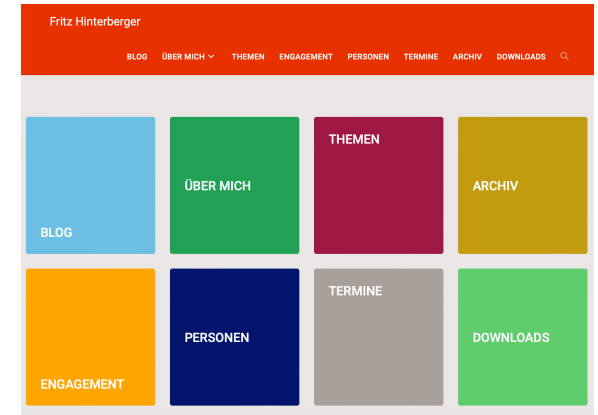 Fritz Hinterberger
BLOG ÜBER MICH THEMEN ENGAGEMENT PERSONEN TERMINE ARCHIV DOWNLOADS
BLOG
ÜBER MICH
THEMEN
ARCHIV
ENGAGEMENT
PERSONEN
TERMINE
DOWNLOADS